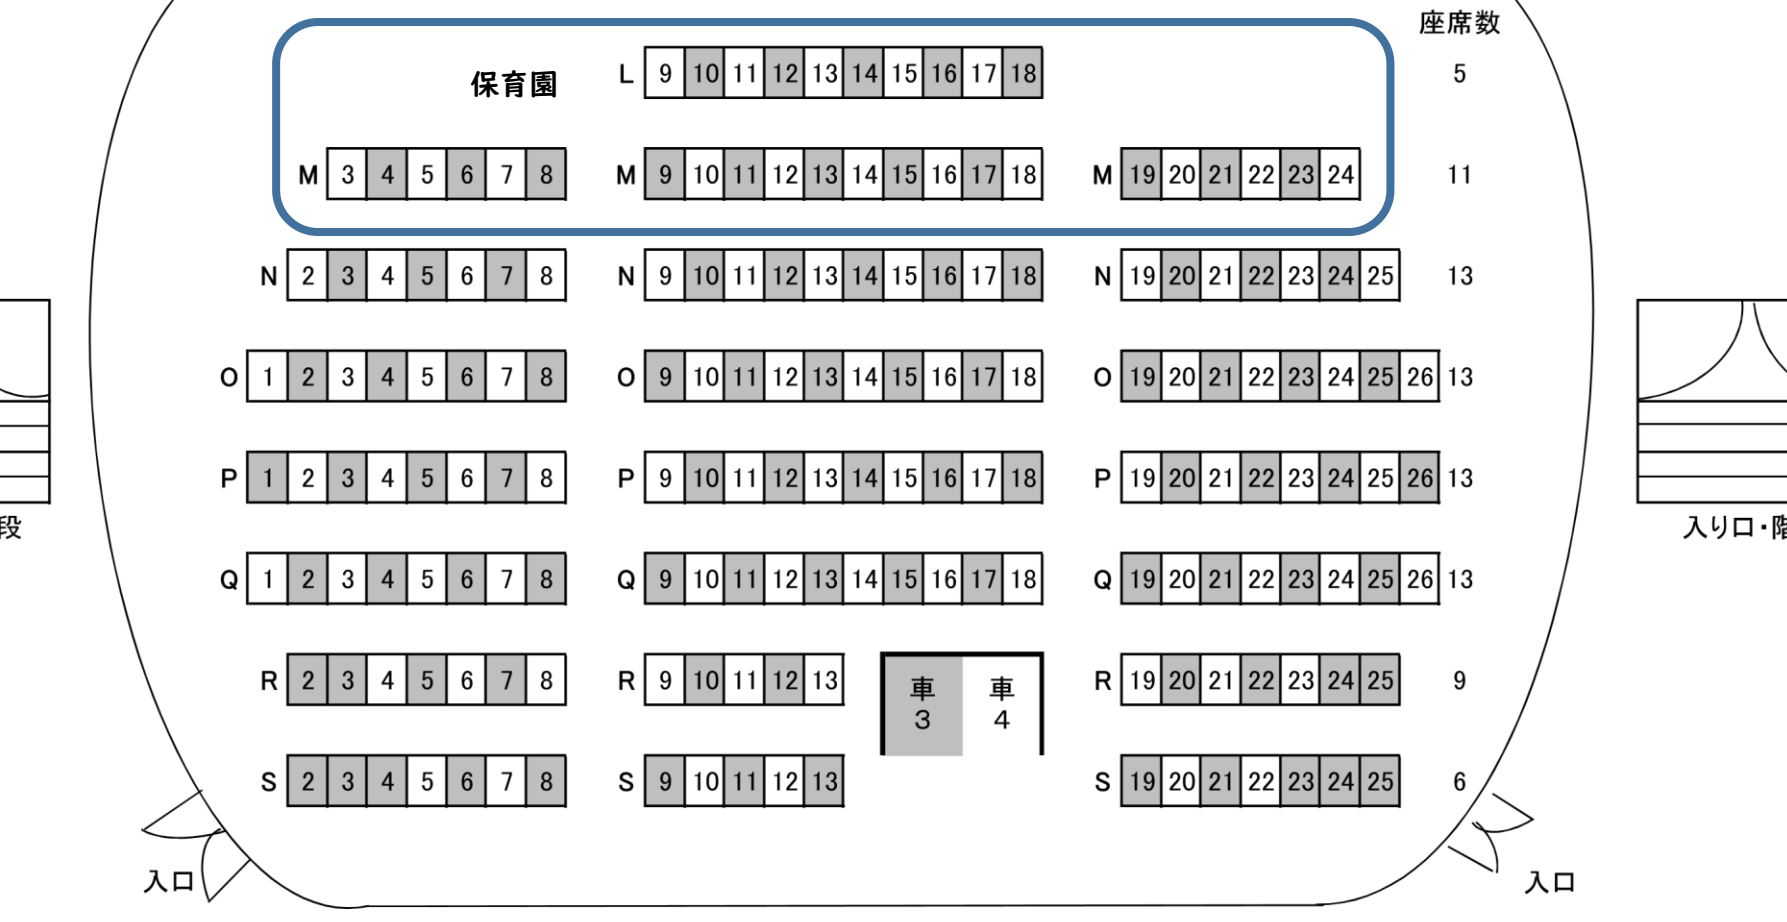 座席数
保育園 L 9 10 11 12 13 14 15 16 17 18 5
M 3 4 5 6 7 8 M 9 10 11 12 13 14 15 16 17 18 M 19 20 21 22 23 24 11
N 2 3 4 5 6 7 8 N 9 10 11 12 13 14 15 16 17 18 N 19 20 21 22 23 24 25 13
O 1 2 3 4 5 6 7 8 O 9 10 11 12 13 14 15 16 17 18 O 19 20 21 22 23 24 25 26 13
P 1 2 3 4 5 6 7 8 P 9 10 11 12 13 14 15 16 17 18 P 19 20 21 22 23 24 25 26 13
段 入り口・階
Q 1 2 3 4 5 6 7 8 Q 9 10 11 12 13 14 15 16 17 18 Q 19 20 21 22 23 24 25 26 13
R 2 3 4 5 6 7 8 R 9 10 11 12 13 車3 車4 R 19 20 21 22 23 24 25 9
S 2 3 4 5 6 7 8 S 9 10 11 12 13 S 19 20 21 22 23 24 25 6
入口 入口